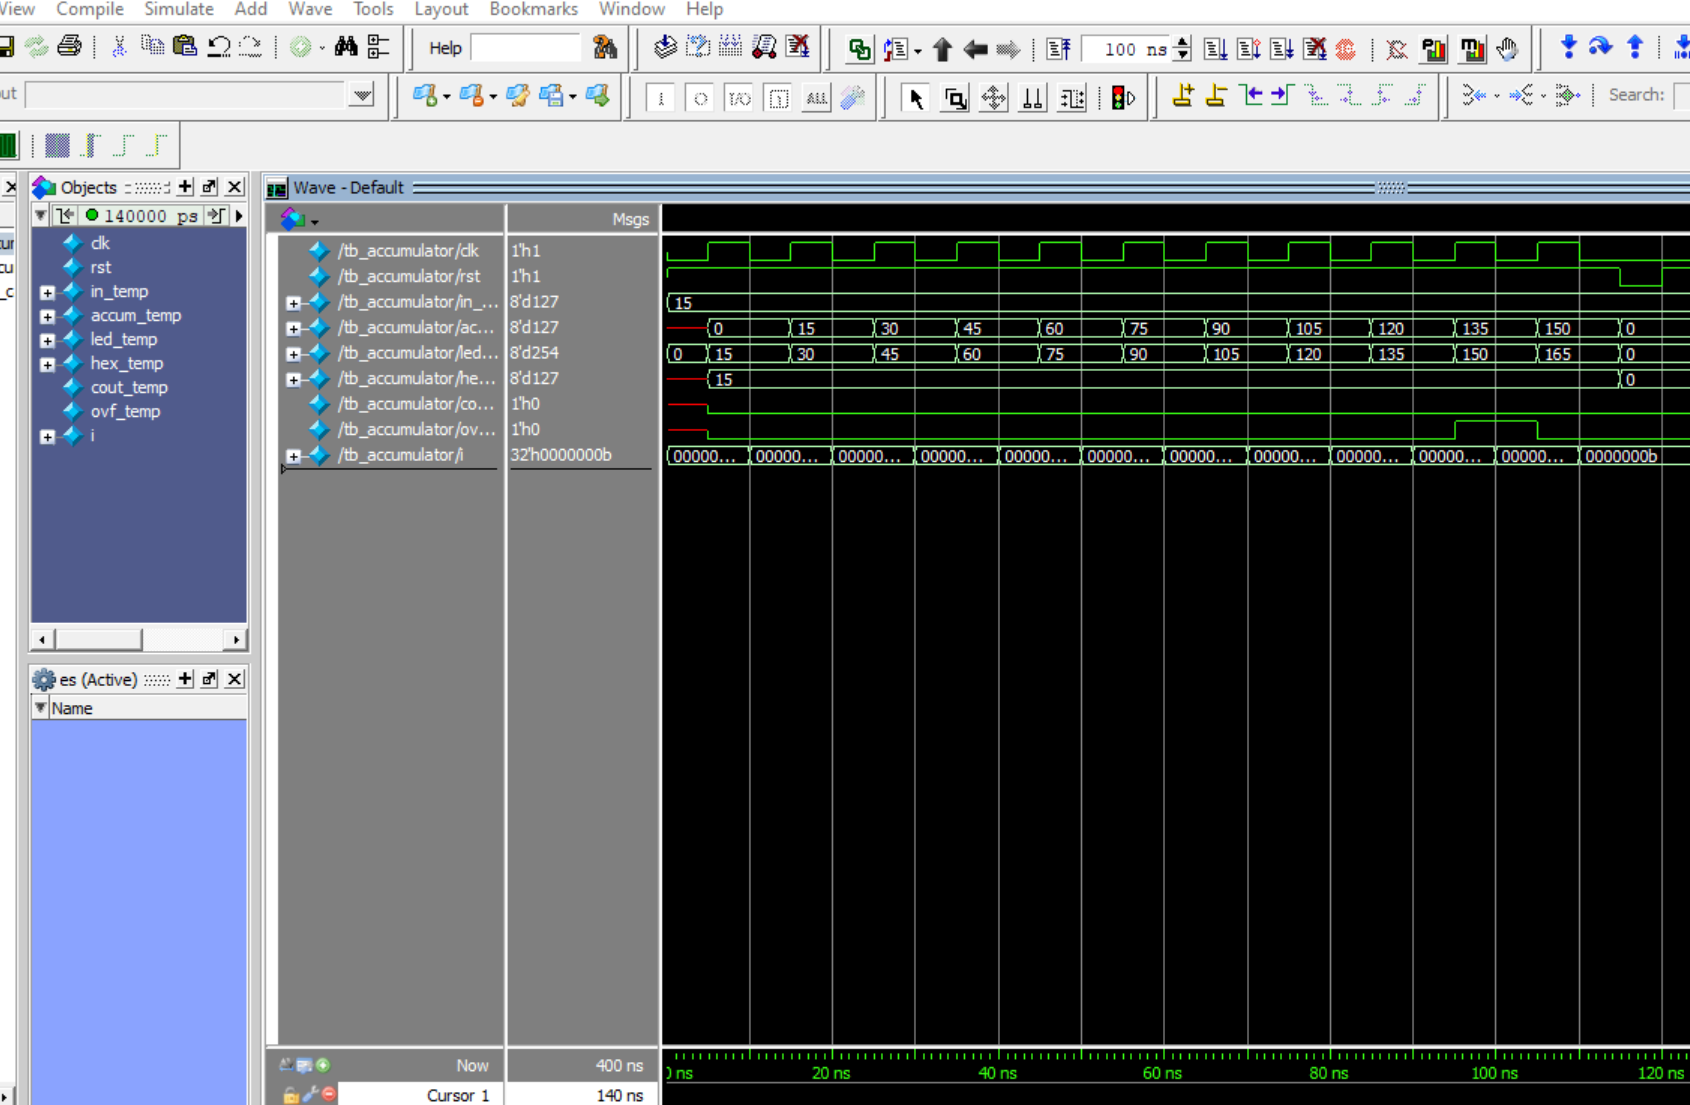 View Compile Simulate Add Wave Tools Layout Bookmarks Window Help
Help 100 ns
1 O I/O ALL Search:
Objects
140000 ps
clk
rst
in_temp
accum_temp
led_temp
hex_temp
cout_temp
ovf_temp
i
es (Active)
Name
Wave - Default
Msgs
/tb_accumulator/clk 1'h1
/tb_accumulator/rst 1'h1
/tb_accumulator/in_... 8'd127 15
/tb_accumulator/ac... 8'd127 0 15 30 45 60 75 90 105 120 135 150 0
/tb_accumulator/led... 8'd254 0 15 30 45 60 75 90 105 120 135 150 165 0
/tb_accumulator/he... 8'd127 15 0
/tb_accumulator/co... 1'h0
/tb_accumulator/ov... 1'h0
/tb_accumulator/i 32'h0000000b 00000... 00000... 00000... 00000... 00000... 00000... 00000... 00000... 00000... 00000... 00000... 0000000b
Now 400 ns
ns 20 ns 40 ns 60 ns 80 ns 100 ns 120 ns
Cursor 1 140 ns